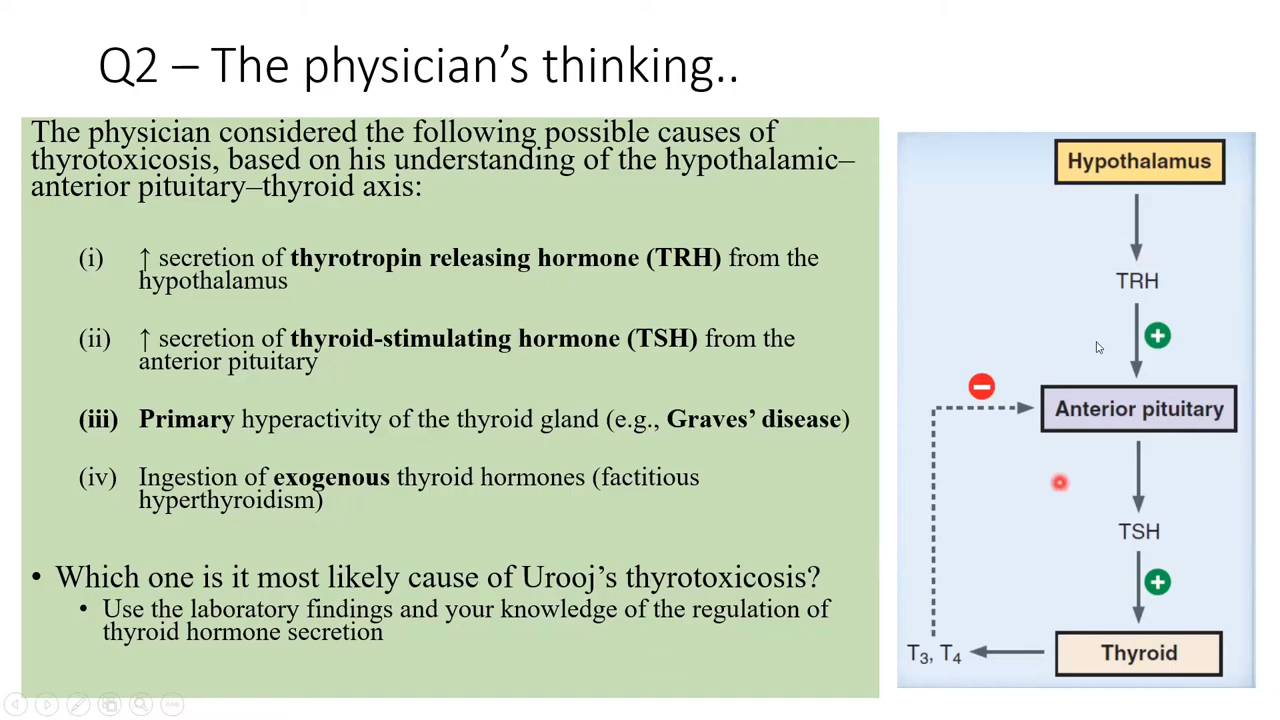 Q2 – The physician's thinking..
The physician considered the following possible causes of
thyrotoxicosis, based on his understanding of the hypothalamic–
anterior pituitary–thyroid axis:
(i) ↑ secretion of thyrotropin releasing hormone (TRH) from the
hypothalamus
(ii) ↑ secretion of thyroid-stimulating hormone (TSH) from the
anterior pituitary
(iii) Primary hyperactivity of the thyroid gland (e.g., Graves' disease)
(iv) Ingestion of exogenous thyroid hormones (factitious
hyperthyroidism)
• Which one is it most likely cause of Urooj's thyrotoxicosis?
• Use the laboratory findings and your knowledge of the regulation of
thyroid hormone secretion
Hypothalamus
TRH
+
−
Anterior pituitary
TSH
+
T3, T4
Thyroid